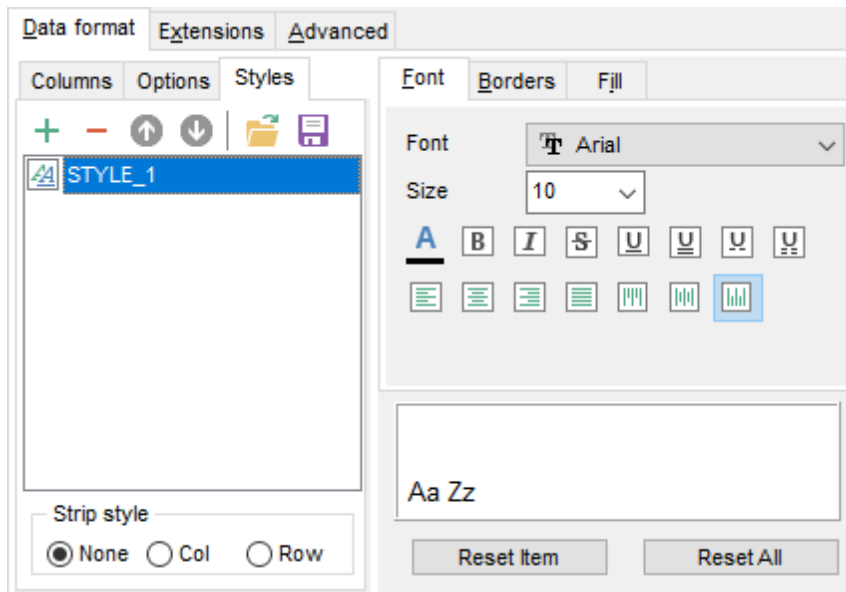 Data format Extensions Advanced
Columns Options Styles
STYLE_1
Strip style
None Col Row
Font Borders Fill
Font Arial
Size 10
A B I S U U U U
Aa Zz
Reset Item Reset All